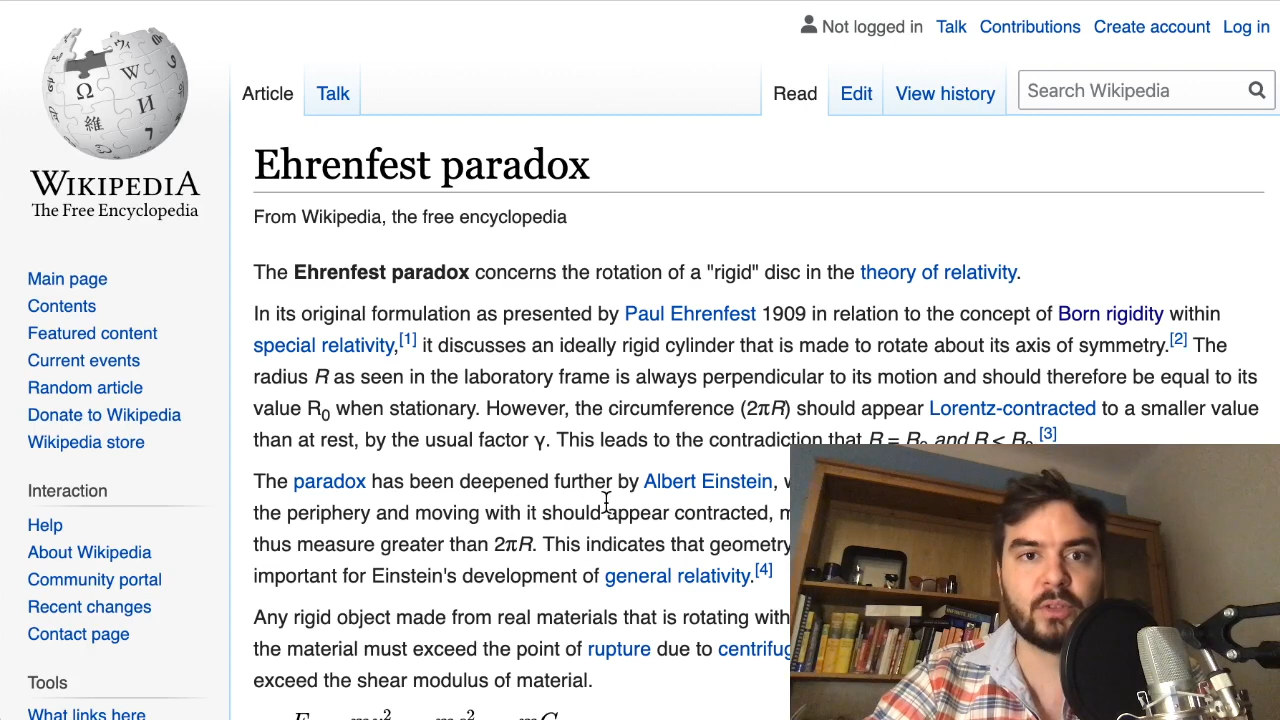 Not logged in Talk Contributions Create account Log in
Article Talk Read Edit View history Search Wikipedia
WIKIPEDIA
The Free Encyclopedia
Main page
Contents
Featured content
Current events
Random article
Donate to Wikipedia
Wikipedia store
Interaction
Help
About Wikipedia
Community portal
Recent changes
Contact page
Tools
What links here
Ehrenfest paradox
From Wikipedia, the free encyclopedia
The Ehrenfest paradox concerns the rotation of a "rigid" disc in the theory of relativity.
In its original formulation as presented by Paul Ehrenfest 1909 in relation to the concept of Born rigidity within
special relativity,[1] it discusses an ideally rigid cylinder that is made to rotate about its axis of symmetry.[2] The
radius R as seen in the laboratory frame is always perpendicular to its motion and should therefore be equal to its
value R0 when stationary. However, the circumference (2πR) should appear Lorentz-contracted to a smaller value
than at rest, by the usual factor γ. This leads to the contradiction that R = R0 and R < R0.[3]
The paradox has been deepened further by Albert Einstein,
the periphery and moving with it should appear contracted,
thus measure greater than 2πR. This indicates that geometry
important for Einstein's development of general relativity.[4]
Any rigid object made from real materials that is rotating with
the material must exceed the point of rupture due to
exceed the shear modulus of material.